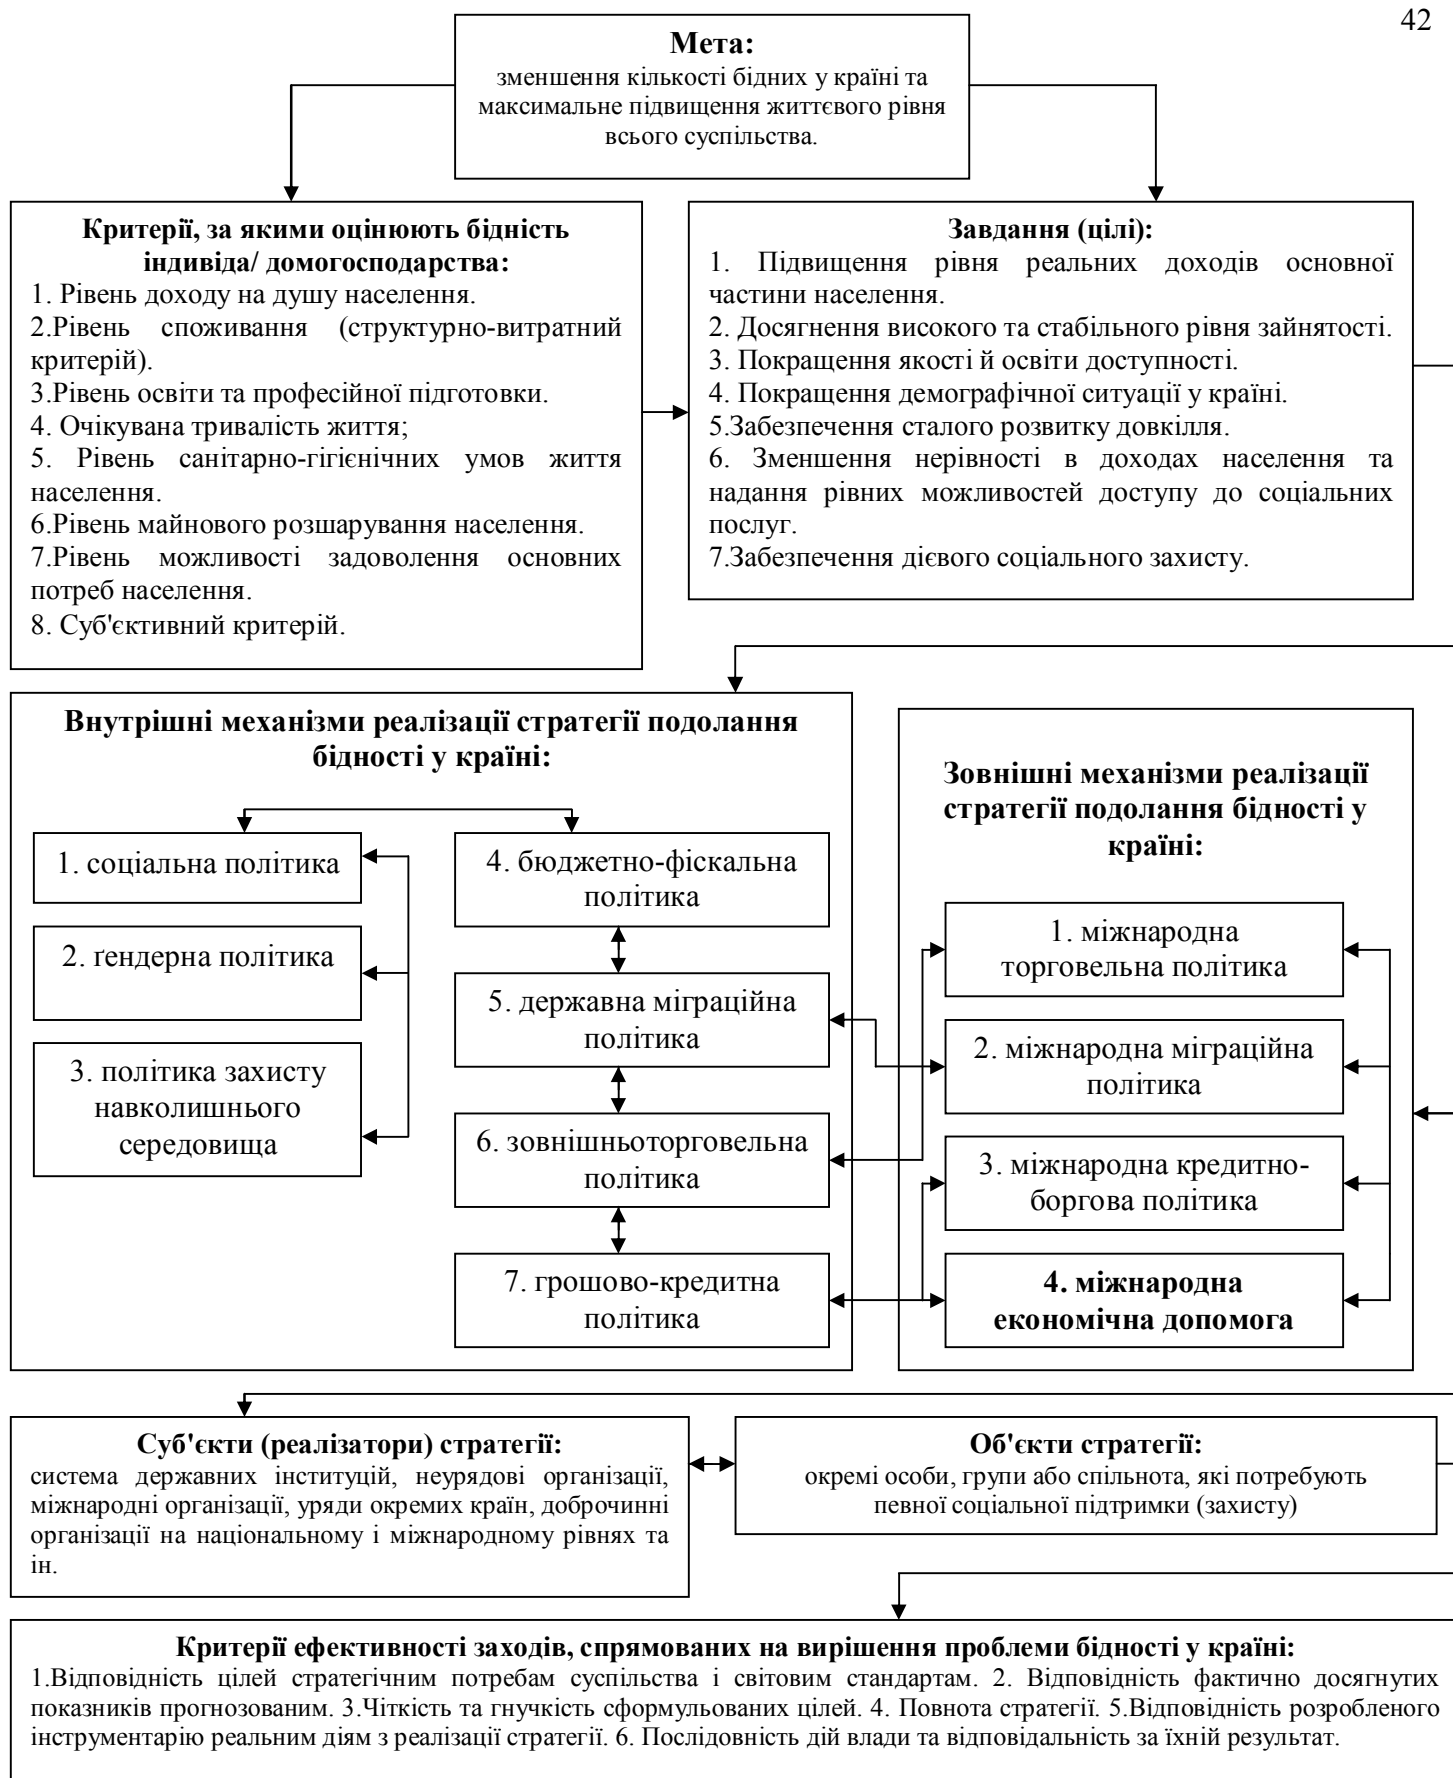 42
Мета:
зменшення кількості бідних у країні та
максимальне підвищення життєвого рівня
всього суспільства.
Критерії, за якими оцінюють бідність
індивіда/ домогосподарства:
1. Рівень доходу на душу населення.
2.Рівень споживання (структурно-витратний
критерій).
3.Рівень освіти та професійної підготовки.
4. Очікувана тривалість життя;
5. Рівень санітарно-гігієнічних умов життя
населення.
6.Рівень майнового розшарування населення.
7.Рівень можливості задоволення основних
потреб населення.
8. Суб'єктивний критерій.
Завдання (цілі):
1. Підвищення рівня реальних доходів основної
частини населення.
2. Досягнення високого та стабільного рівня зайнятості.
3. Покращення якості й освіти доступності.
4. Покращення демографічної ситуації у країні.
5.Забезпечення сталого розвитку довкілля.
6. Зменшення нерівності в доходах населення та
надання рівних можливостей доступу до соціальних
послуг.
7.Забезпечення дієвого соціального захисту.
Внутрішні механізми реалізації стратегії подолання
бідності у країні:
1. соціальна політика
2. ґендерна політика
3. політика захисту
навколишнього
середовища
4. бюджетно-фіскальна
політика
5. державна міграційна
політика
6. зовнішньоторговельна
політика
7. грошово-кредитна
політика
Зовнішні механізми реалізації
стратегії подолання бідності у
країні:
1. міжнародна
торговельна політика
2. міжнародна міграційна
політика
3. міжнародна кредитно-
боргова політика
4. міжнародна
економічна допомога
Суб'єкти (реалізатори) стратегії:
система державних інституцій, неурядові організації,
міжнародні організації, уряди окремих країн, доброчинні
організації на національному і міжнародному рівнях та
ін.
Об'єкти стратегії:
окремі особи, групи або спільнота, які потребують
певної соціальної підтримки (захисту)
Критерії ефективності заходів, спрямованих на вирішення проблеми бідності у країні:
1.Відповідність цілей стратегічним потребам суспільства і світовим стандартам. 2. Відповідність фактично досягнутих
показників прогнозованим. 3.Чіткість та гнучкість сформульованих цілей. 4. Повнота стратегії. 5.Відповідність розробленого
інструментарію реальним діям з реалізації стратегії. 6. Послідовність дій влади та відповідальність за їхній результат.